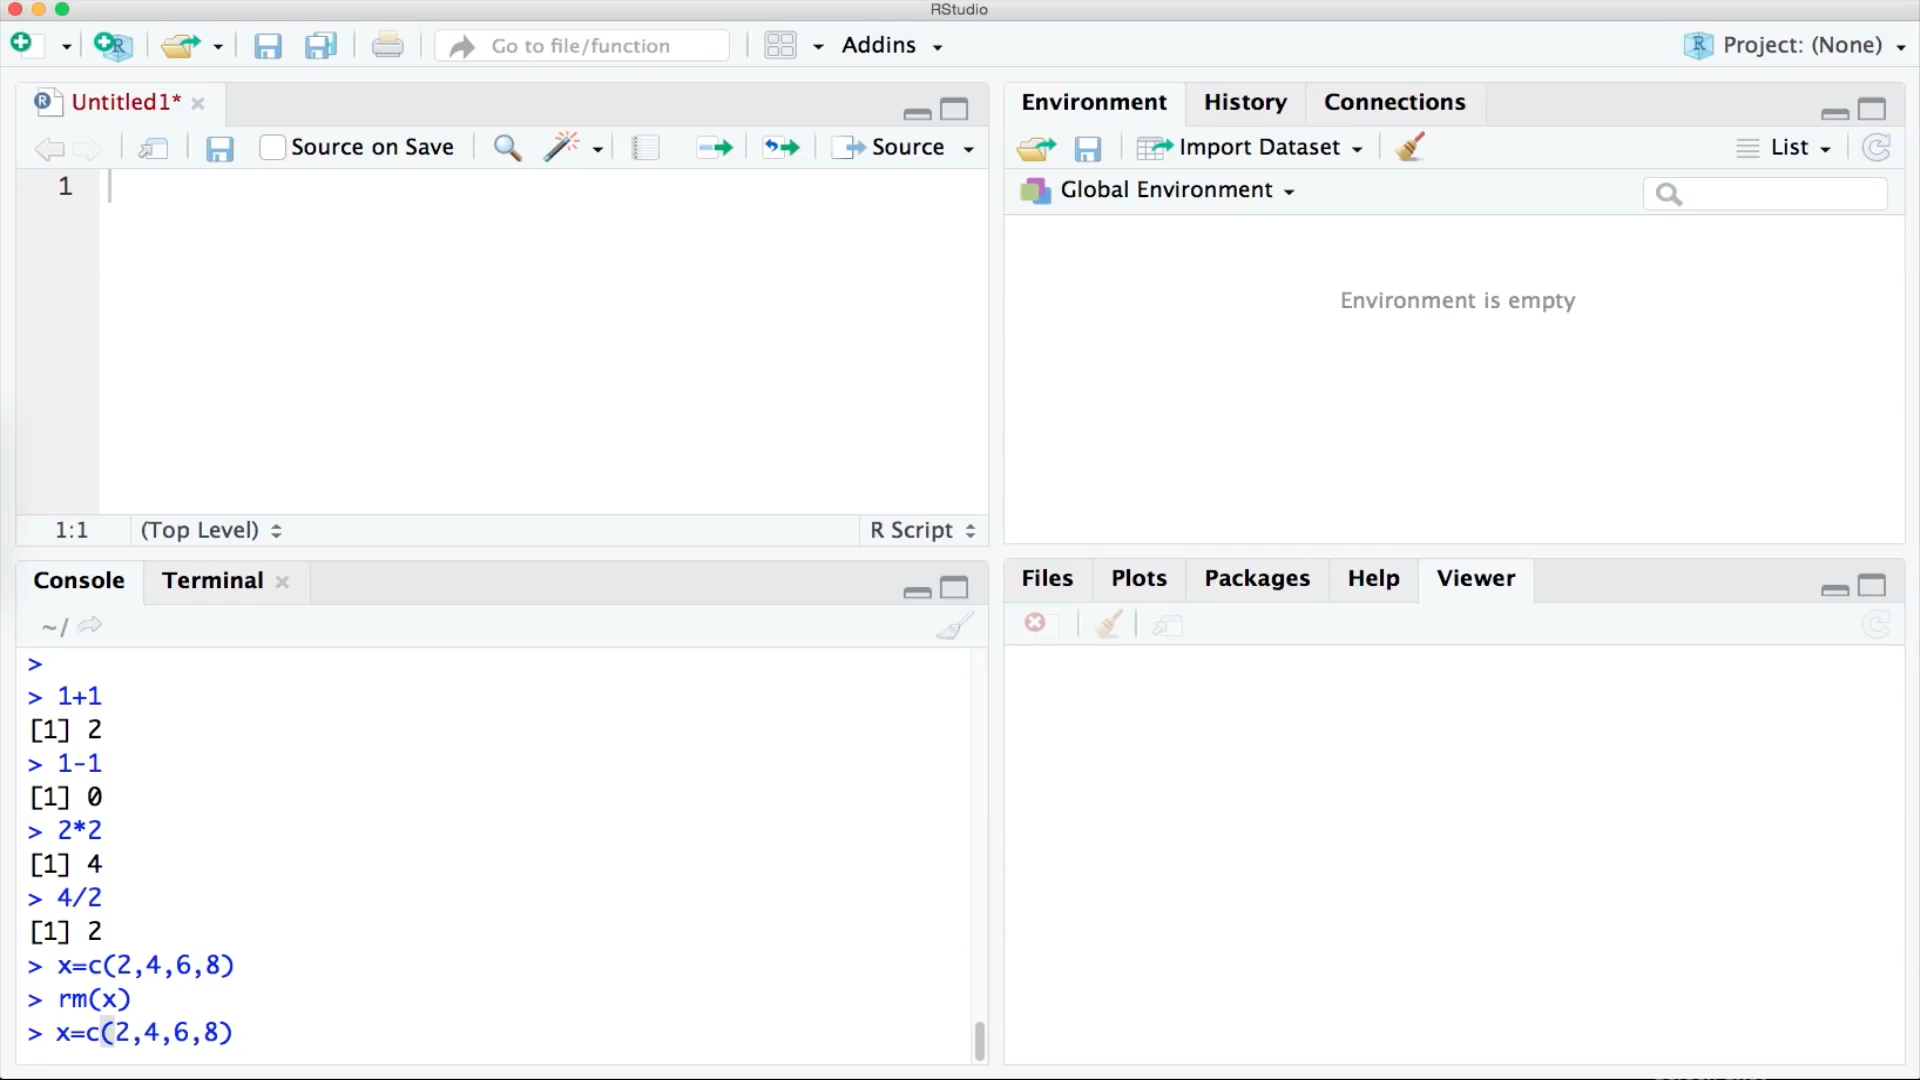 RStudio
Go to file/function
Addins
Project: (None)
Untitled1*
Source on Save
Source
1
1:1
(Top Level)
R Script
Environment
History
Connections
Import Dataset
List
Global Environment
Environment is empty
Console
Terminal
~/
>
> 1+1
[1] 2
> 1-1
[1] 0
> 2*2
[1] 4
> 4/2
[1] 2
> x=c(2,4,6,8)
> rm(x)
> x=c(2,4,6,8)
Files
Plots
Packages
Help
Viewer